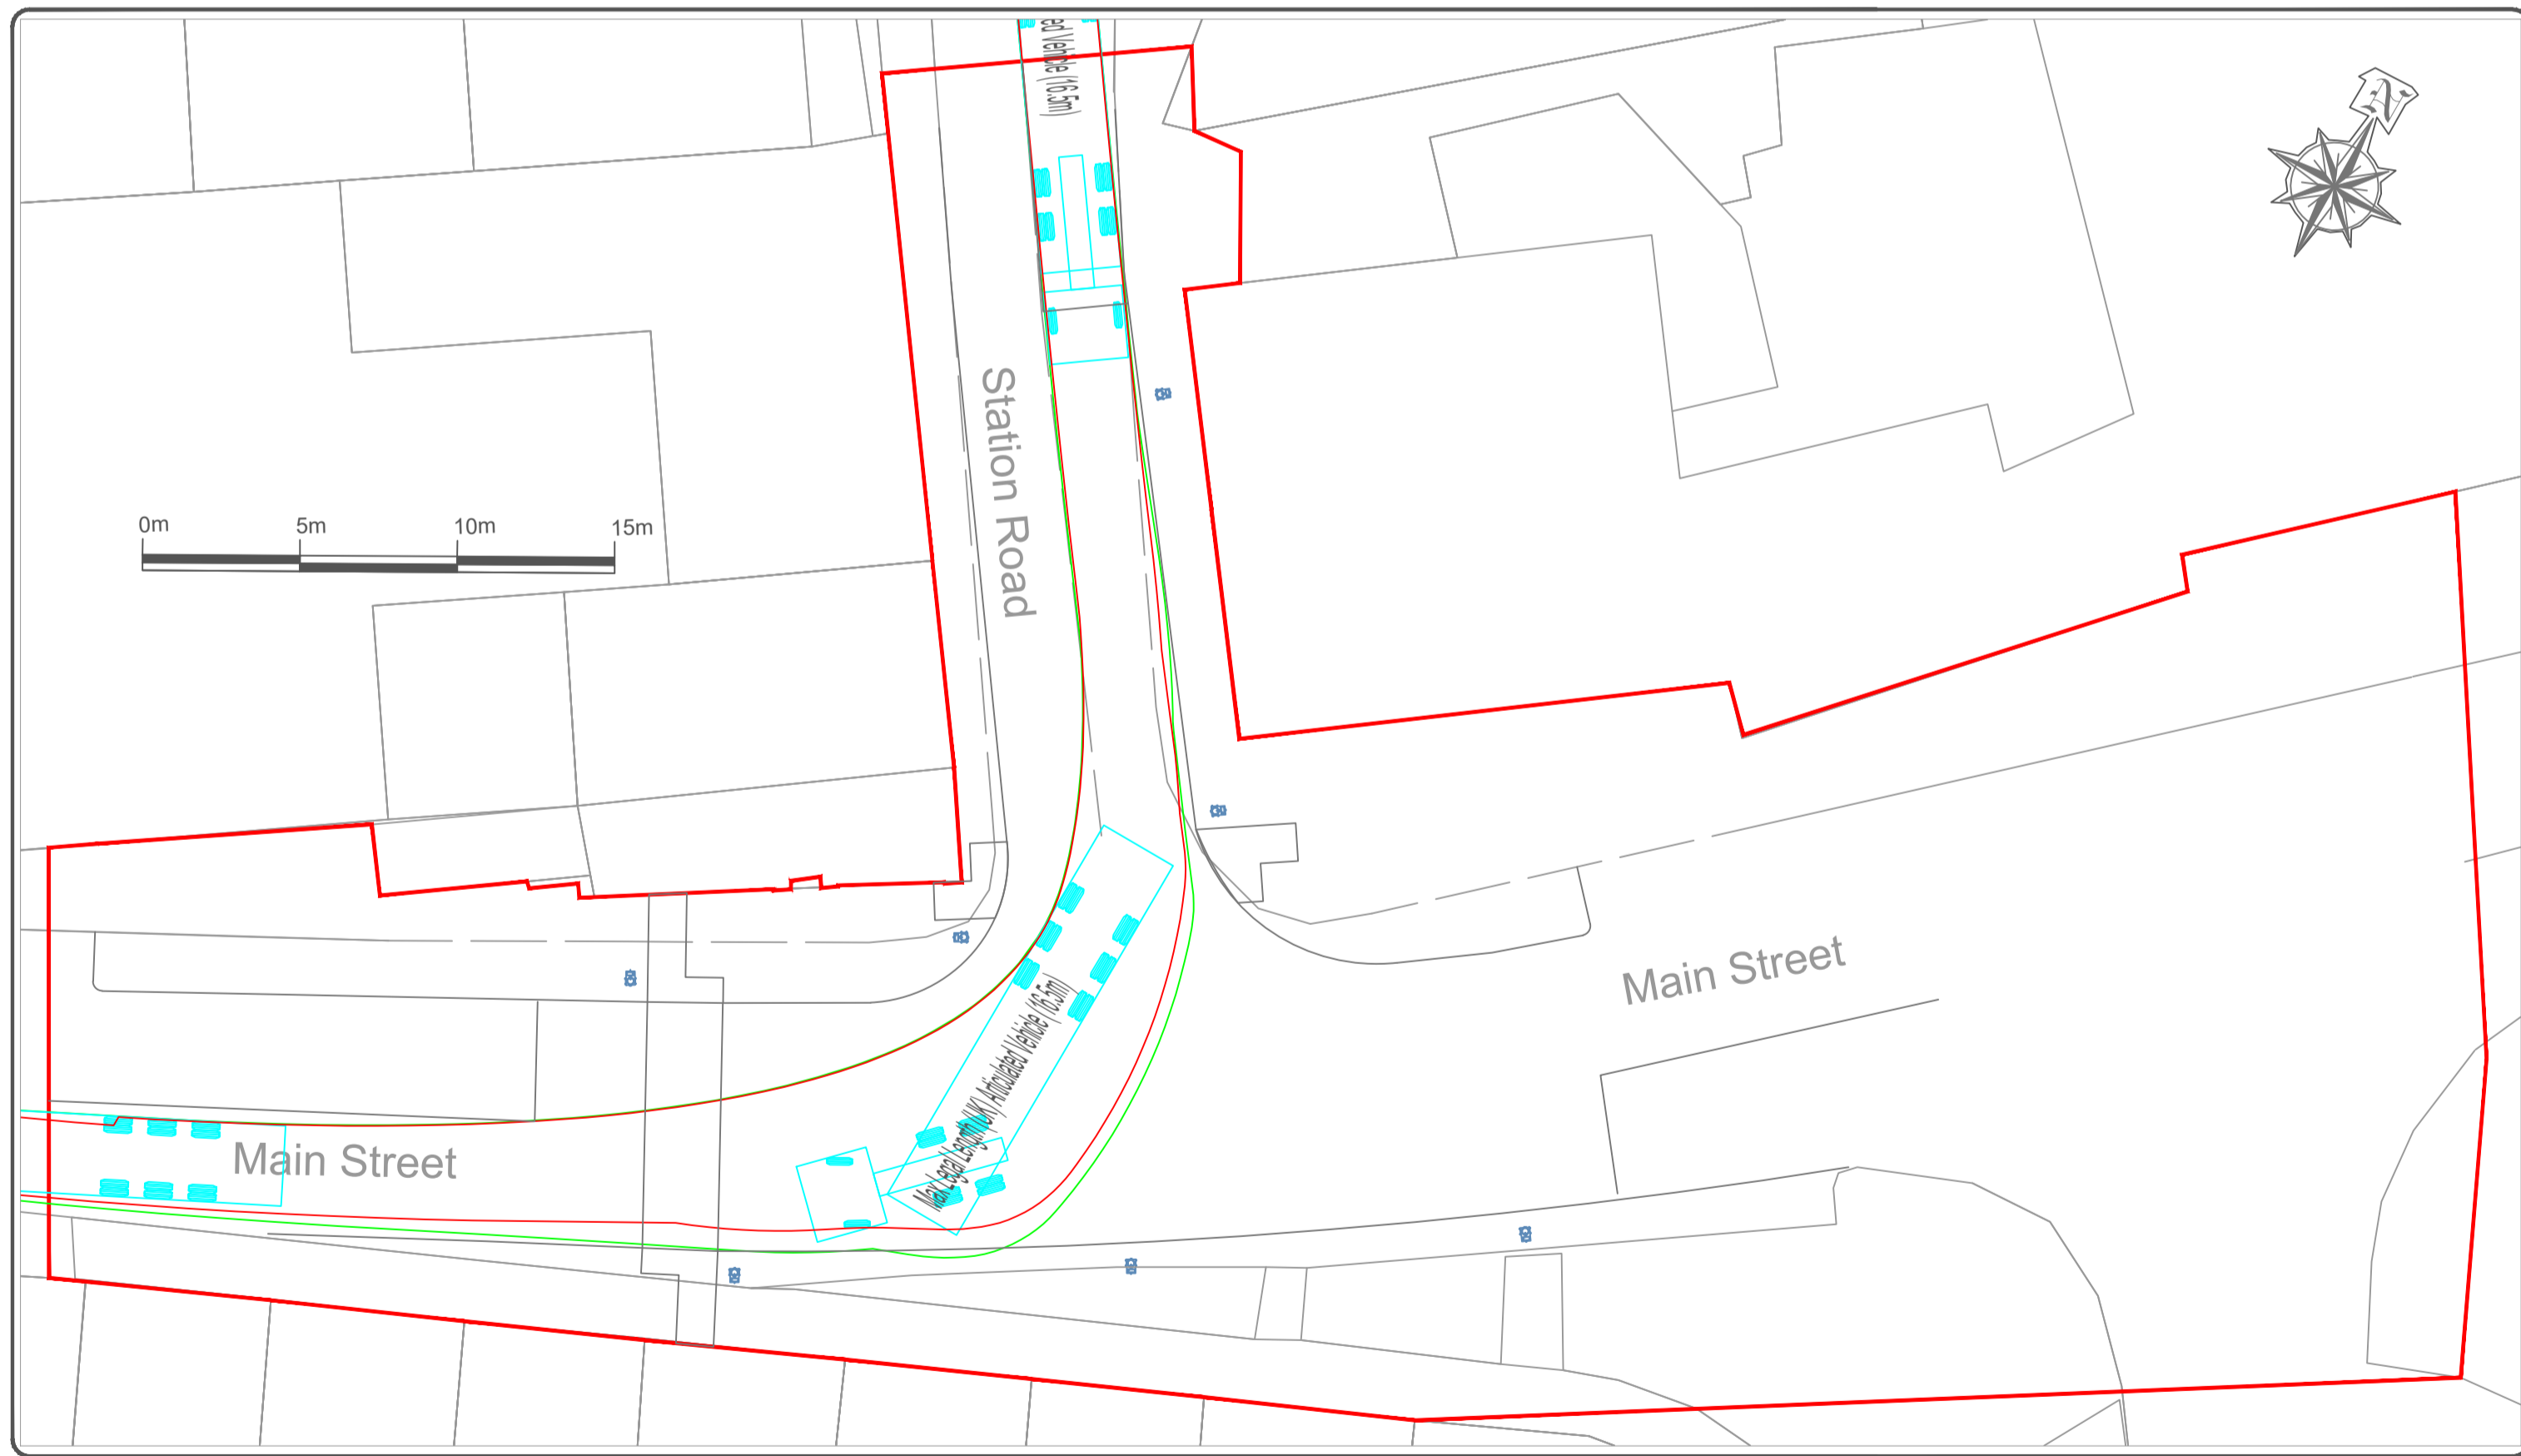 ed Vehicle (16.5m)
N
Station Road
0m 5m 10m 15m
Main Street
Max Legal Length (UK) Articulated Vehicle (16.5m)
Main Street